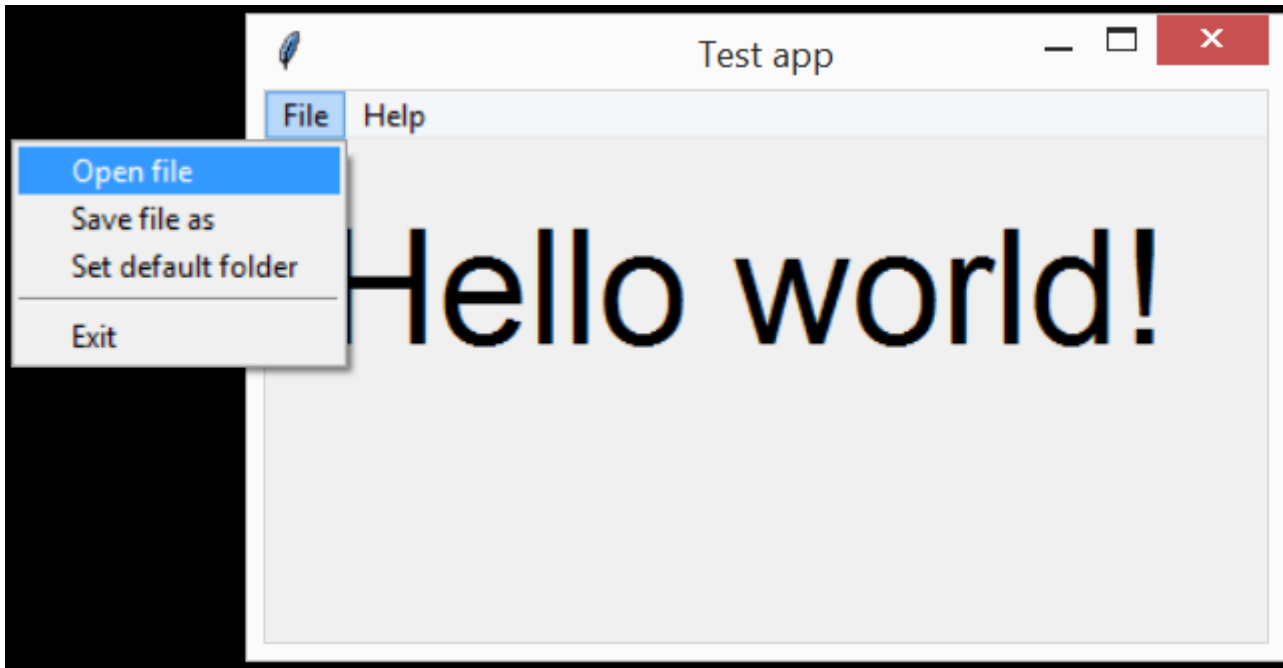 Test app
File Help
Open file
Save file as
Set default folder
Exit
Hello world!